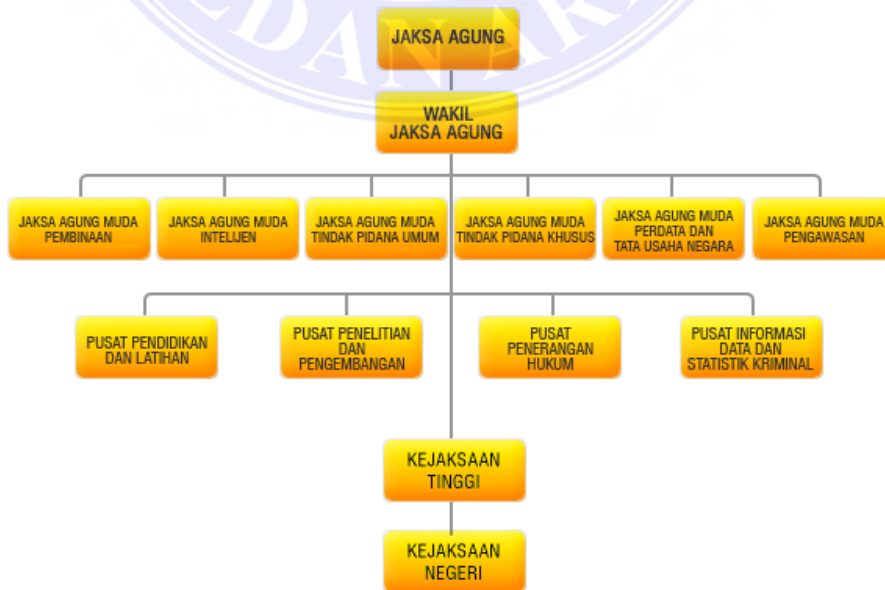 JAKSA AGUNG
WAKIL
JAKSA AGUNG
JAKSA AGUNG MUDA
PEMBINAAN
JAKSA AGUNG MUDA
INTELIJEN
JAKSA AGUNG MUDA
TINDAK PIDANA UMUM
JAKSA AGUNG MUDA
TINDAK PIDANA KHUSUS
JAKSA AGUNG MUDA
PERDATA DAN
TATA USAHA NEGARA
JAKSA AGUNG MUDA
PENGAWASAN
PUSAT PENDIDIKAN
DAN LATIHAN
PUSAT PENELITIAN
DAN
PENGEMBANGAN
PUSAT
PENERANGAN
HUKUM
PUSAT INFORMASI
DATA DAN
STATISTIK KRIMINAL
KEJAKSAAN
TINGGI
KEJAKSAAN
NEGERI